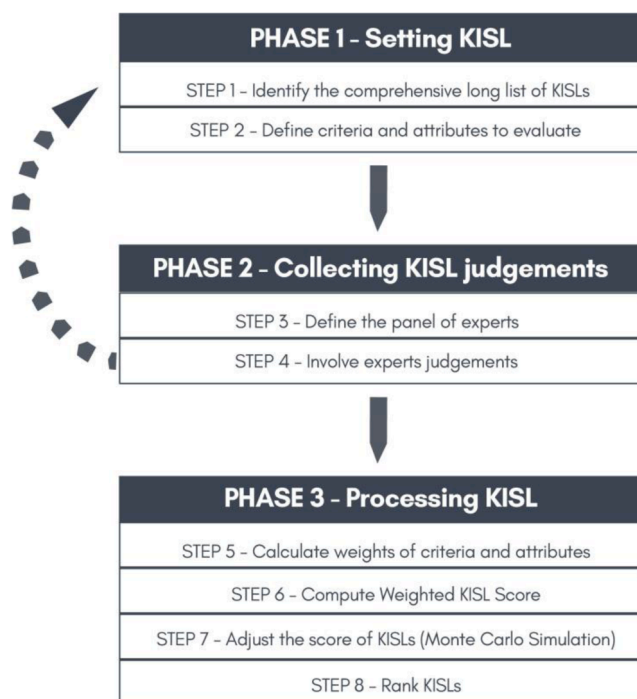 PHASE 1 - Setting KISL
STEP 1 - Identify the comprehensive long list of KISLs
STEP 2 - Define criteria and attributes to evaluate
PHASE 2 - Collecting KISL judgements
STEP 3 - Define the panel of experts
STEP 4 - Involve experts judgements
PHASE 3 - Processing KISL
STEP 5 - Calculate weights of criteria and attributes
STEP 6 - Compute Weighted KISL Score
STEP 7 - Adjust the score of KISLs (Monte Carlo Simulation)
STEP 8 - Rank KISLs